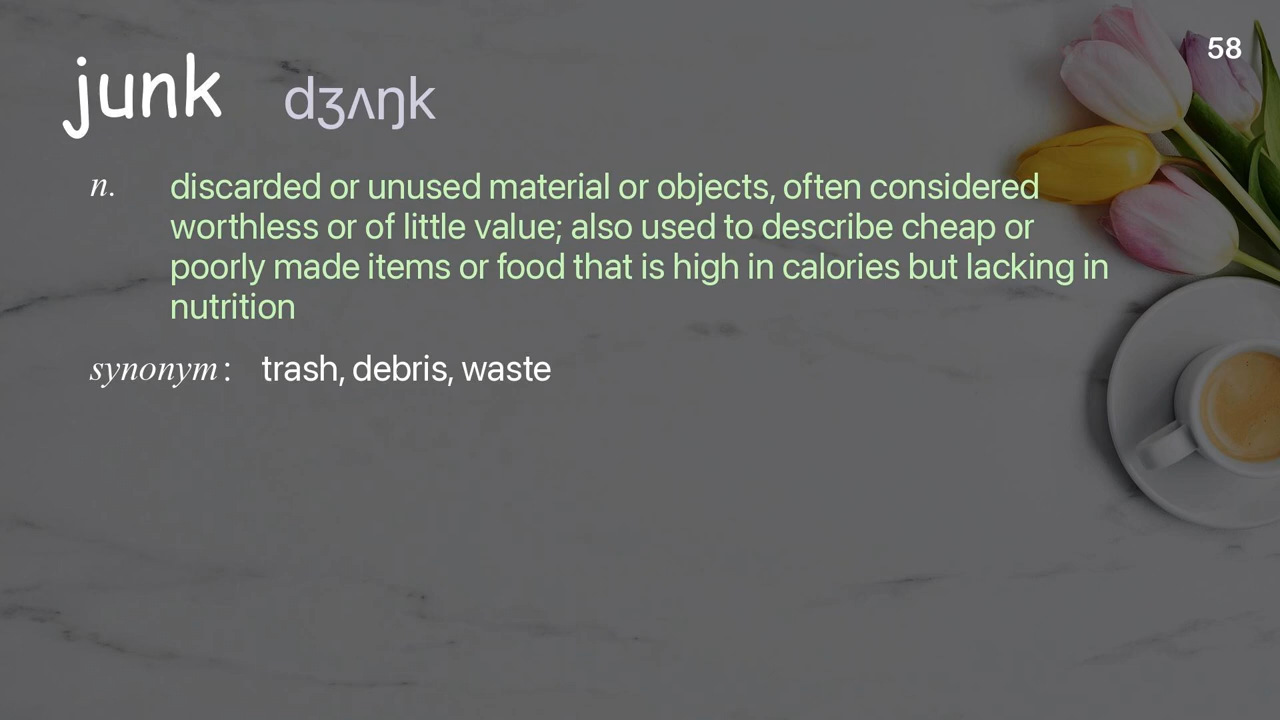 58
junk dʒʌŋk
n. discarded or unused material or objects, often considered
worthless or of little value; also used to describe cheap or
poorly made items or food that is high in calories but lacking in
nutrition
synonym: trash, debris, waste